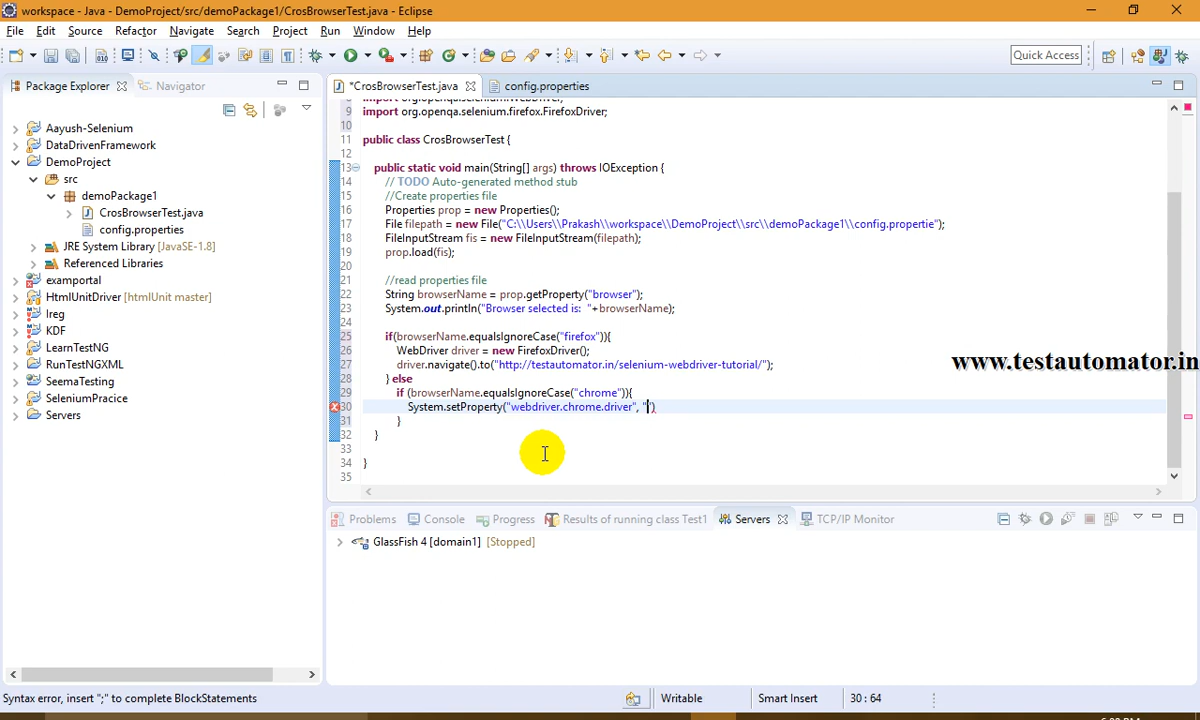 workspace - Java - DemoProject/src/demoPackage1/CrosBrowserTest.java - Eclipse
File Edit Source Refactor Navigate Search Project Run Window Help
Quick Access
Package Explorer Navigator
*CrosBrowserTest.java config.properties
Aayush-Selenium
DataDrivenFramework
DemoProject
src
demoPackage1
CrosBrowserTest.java
config.properties
JRE System Library [JavaSE-1.8]
Referenced Libraries
examportal
HtmlUnitDriver [htmlUnit master]
Ireg
KDF
LearnTestNG
RunTestNGXML
SeemaTesting
SeleniumPracice
Servers
9 import org.openqa.selenium.firefox.FirefoxDriver;
10
11 public class CrosBrowserTest {
12
13 public static void main(String[] args) throws IOException {
14 // TODO Auto-generated method stub
15 //Create properties file
16 Properties prop = new Properties();
17 File filepath = new File("C:\\Users\\Prakash\\workspace\\DemoProject\\src\\demoPackage1\\config.propertie");
18 FileInputStream fis = new FileInputStream(filepath);
19 prop.load(fis);
20
21 //read properties file
22 String browserName = prop.getProperty("browser");
23 System.out.println("Browser selected is:  "+browserName);
24
25 if(browserName.equalsIgnoreCase("firefox")){
26 WebDriver driver = new FirefoxDriver();
27 driver.navigate().to("http://testautomator.in/selenium-webdriver-tutorial/");
28 } else
29 if (browserName.equalsIgnoreCase("chrome")){
30 System.setProperty("webdriver.chrome.driver", "")
31 }
32 }
33
34 }
35
www.testautomator.in
Problems Console Progress Results of running class Test1 Servers TCP/IP Monitor
GlassFish 4 [domain1] [Stopped]
Syntax error, insert ";" to complete BlockStatements Writable Smart Insert 30 : 64